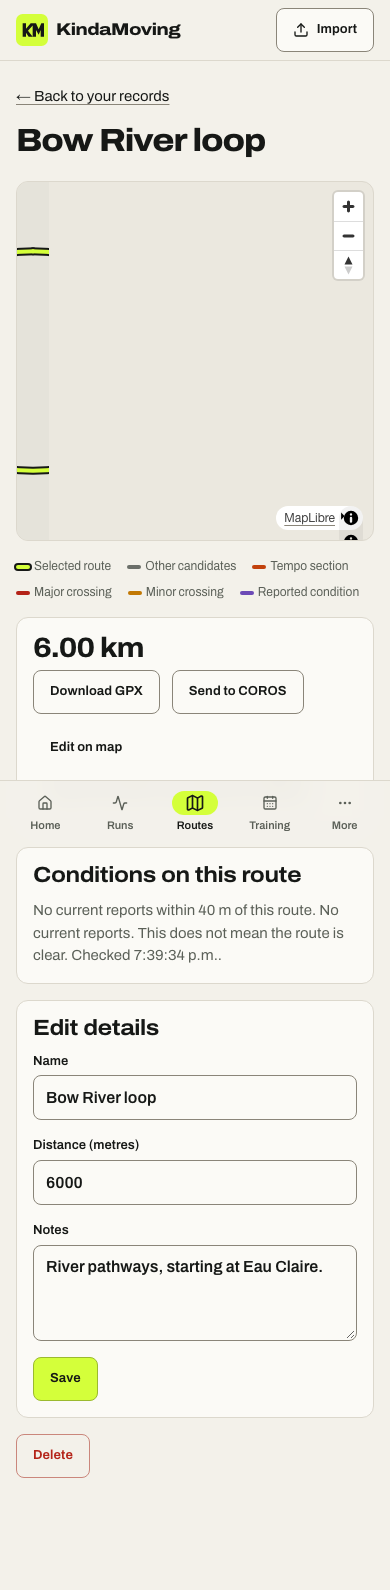 KM KindaMoving
Import
← Back to your records
Bow River loop
MapLibre
Selected route
Other candidates
Tempo section
Major crossing
Minor crossing
Reported condition
6.00 km
Download GPX
Send to COROS
Edit on map
Home
Runs
Routes
Training
More
Conditions on this route
No current reports within 40 m of this route. No
current reports. This does not mean the route is
clear. Checked 7:39:34 p.m..
Edit details
Name
Bow River loop
Distance (metres)
6000
Notes
River pathways, starting at Eau Claire.
Save
Delete